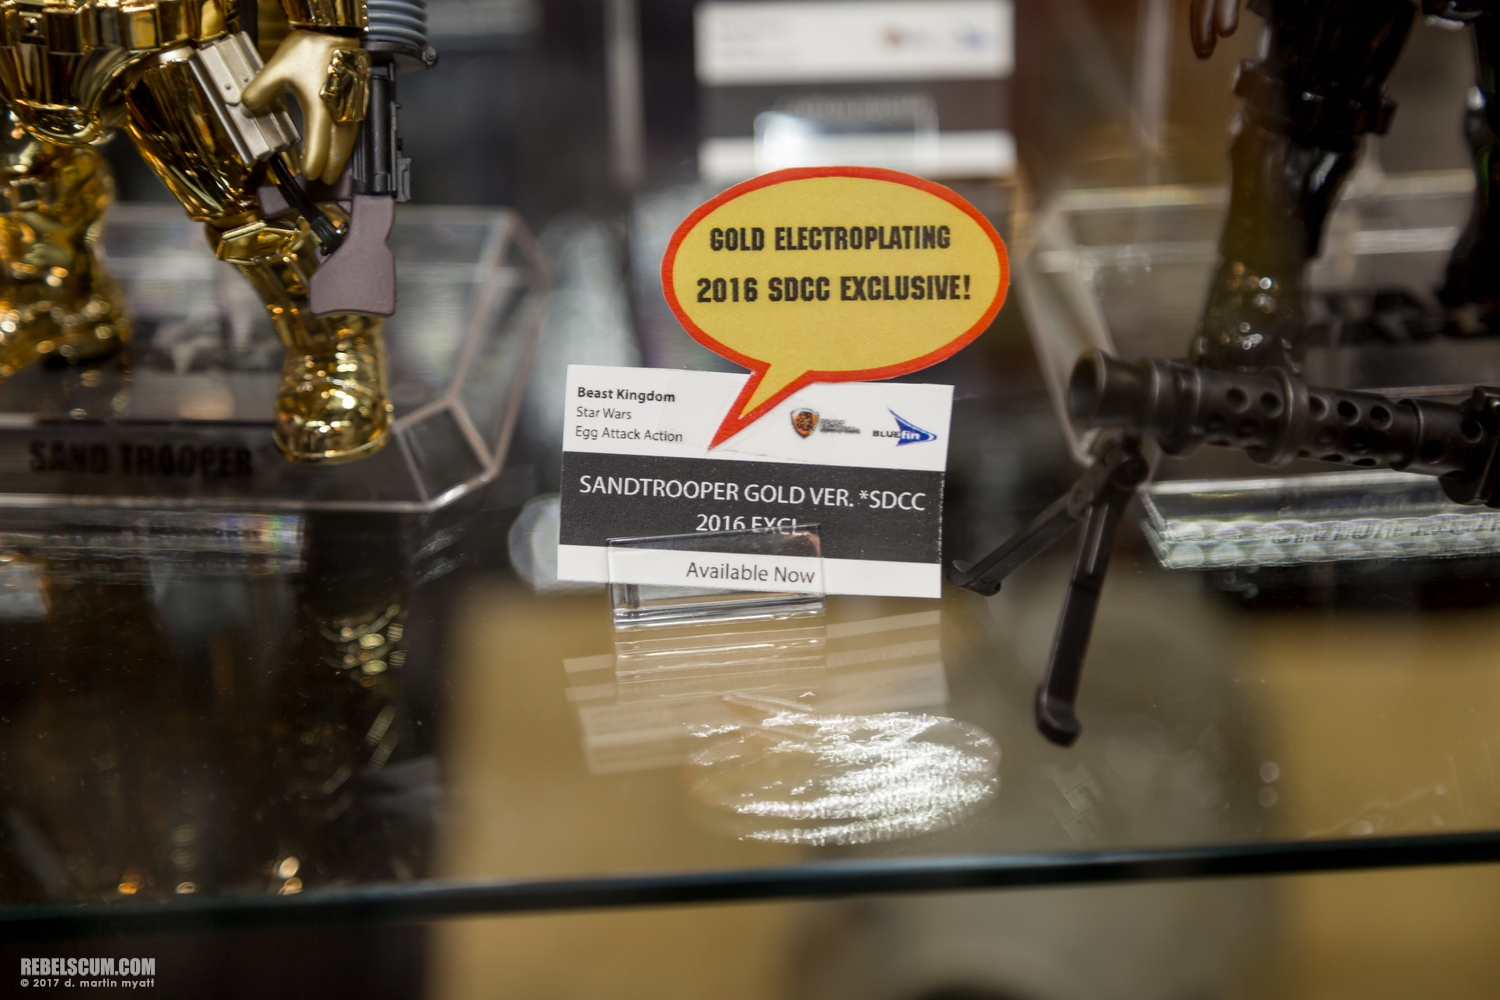 GOLD ELECTROPLATING
2016 SDCC EXCLUSIVE!
Beast Kingdom
Star Wars
Egg Attack Action
BLUEfin
SANDTROOPER GOLD VER. *SDCC
2016 EXCL.
Available Now
SAND TROOPER
REBELSCUM.COM
© 2017 d. martin myatt